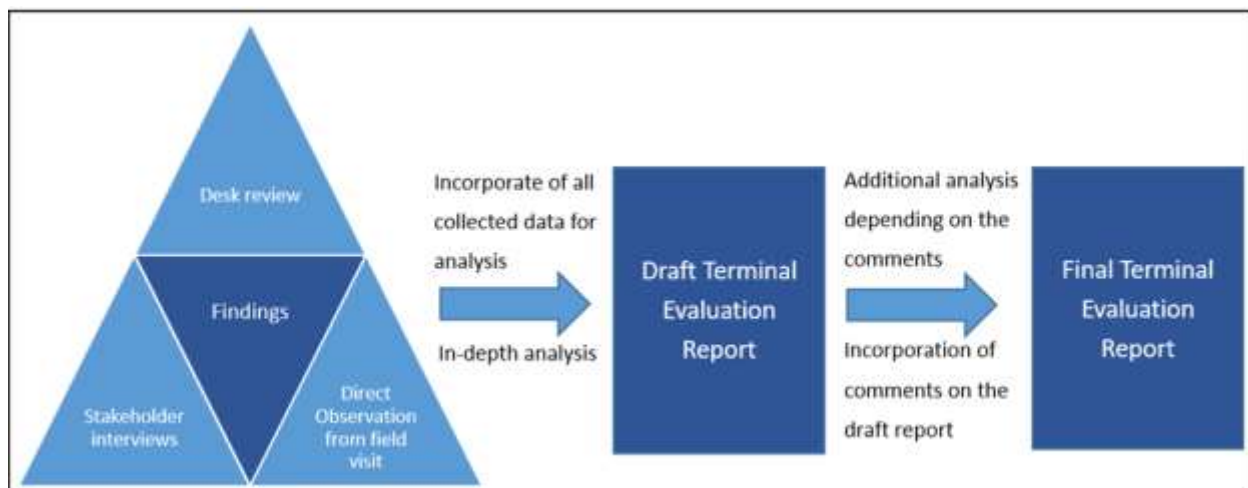 Desk review
Findings
Stakeholder
interviews
Direct
Observation
from field
visit
Incorporate of all
collected data for
analysis
In-depth analysis
Draft Terminal
Evaluation
Report
Additional analysis
depending on the
comments
Incorporation of
comments on the
draft report
Final Terminal
Evaluation
Report